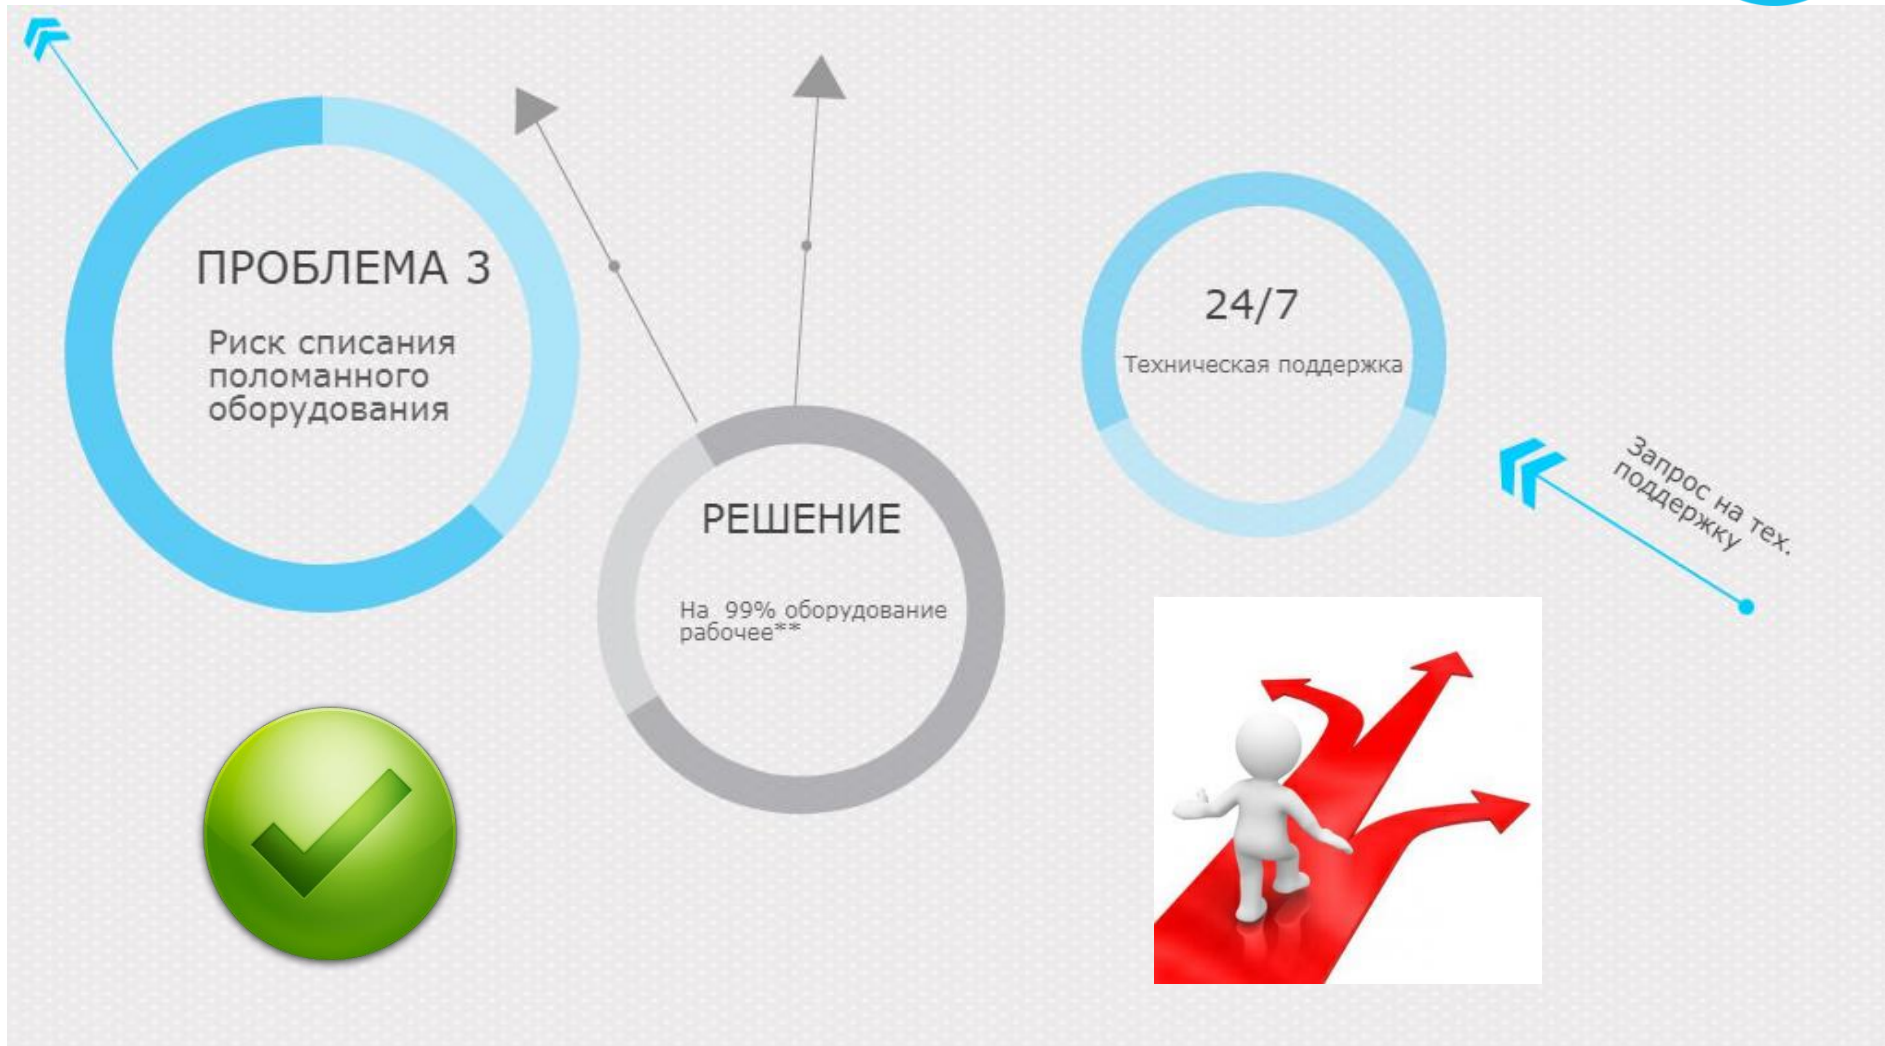 ПРОБЛЕМА 3
Риск списания
поломанного
оборудования
РЕШЕНИЕ
На 99% оборудование
рабочее**
24/7
Техническая поддержка
Запрос на тех.
поддержку